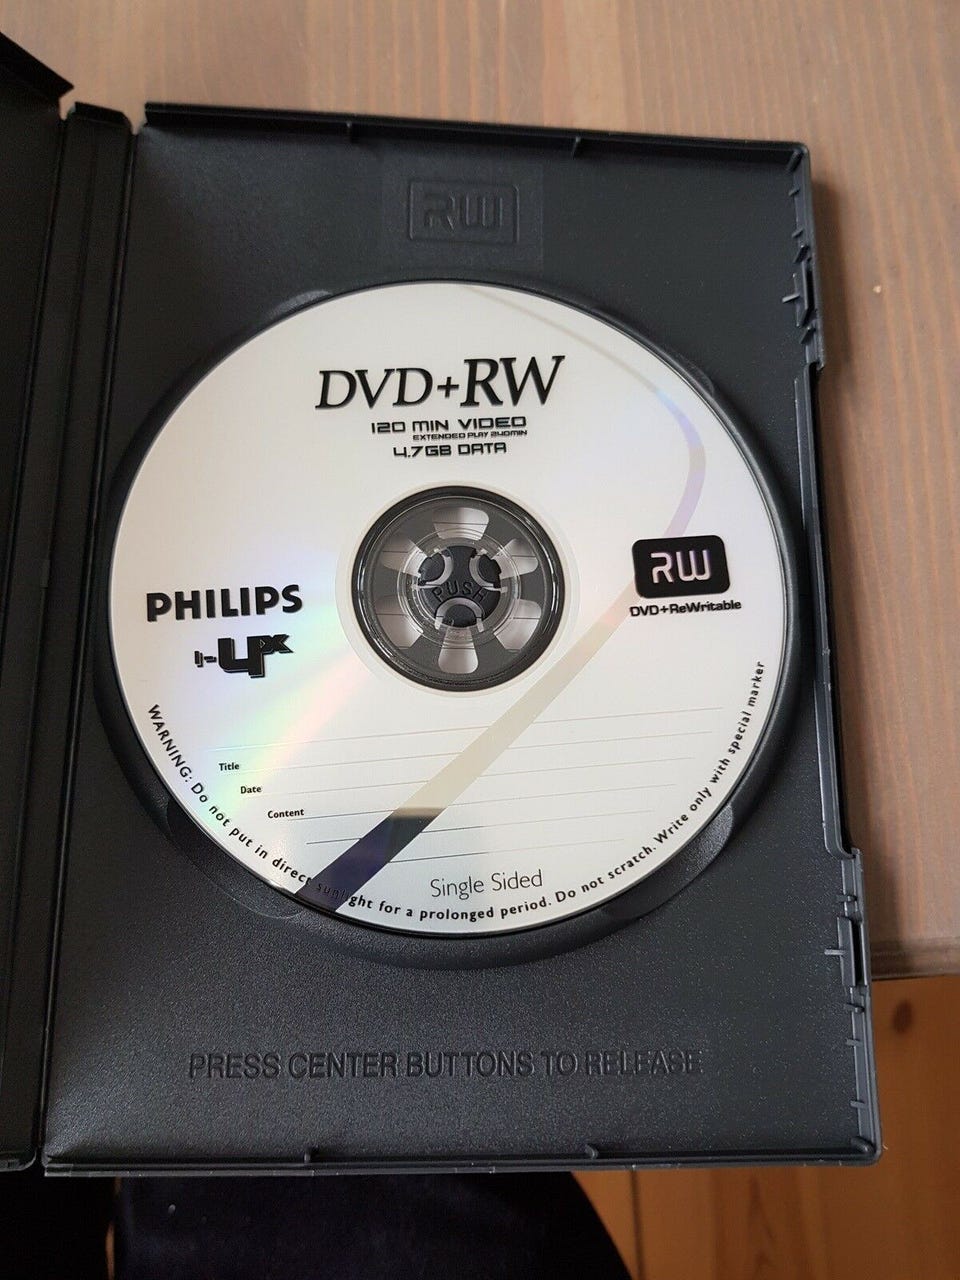 RW
DVD+RW
120 MIN VIDEO
EXTENDED PLAY 240MIN
4.7GB DATA
PUSH
RW
DVD+ReWritable
PHILIPS
1-4x
Title
Date
Content
Single Sided
WARNING: Do not put in direct sunlight for a prolonged period. Do not scratch. Write only with special marker
PRESS CENTER BUTTONS TO RELEASE